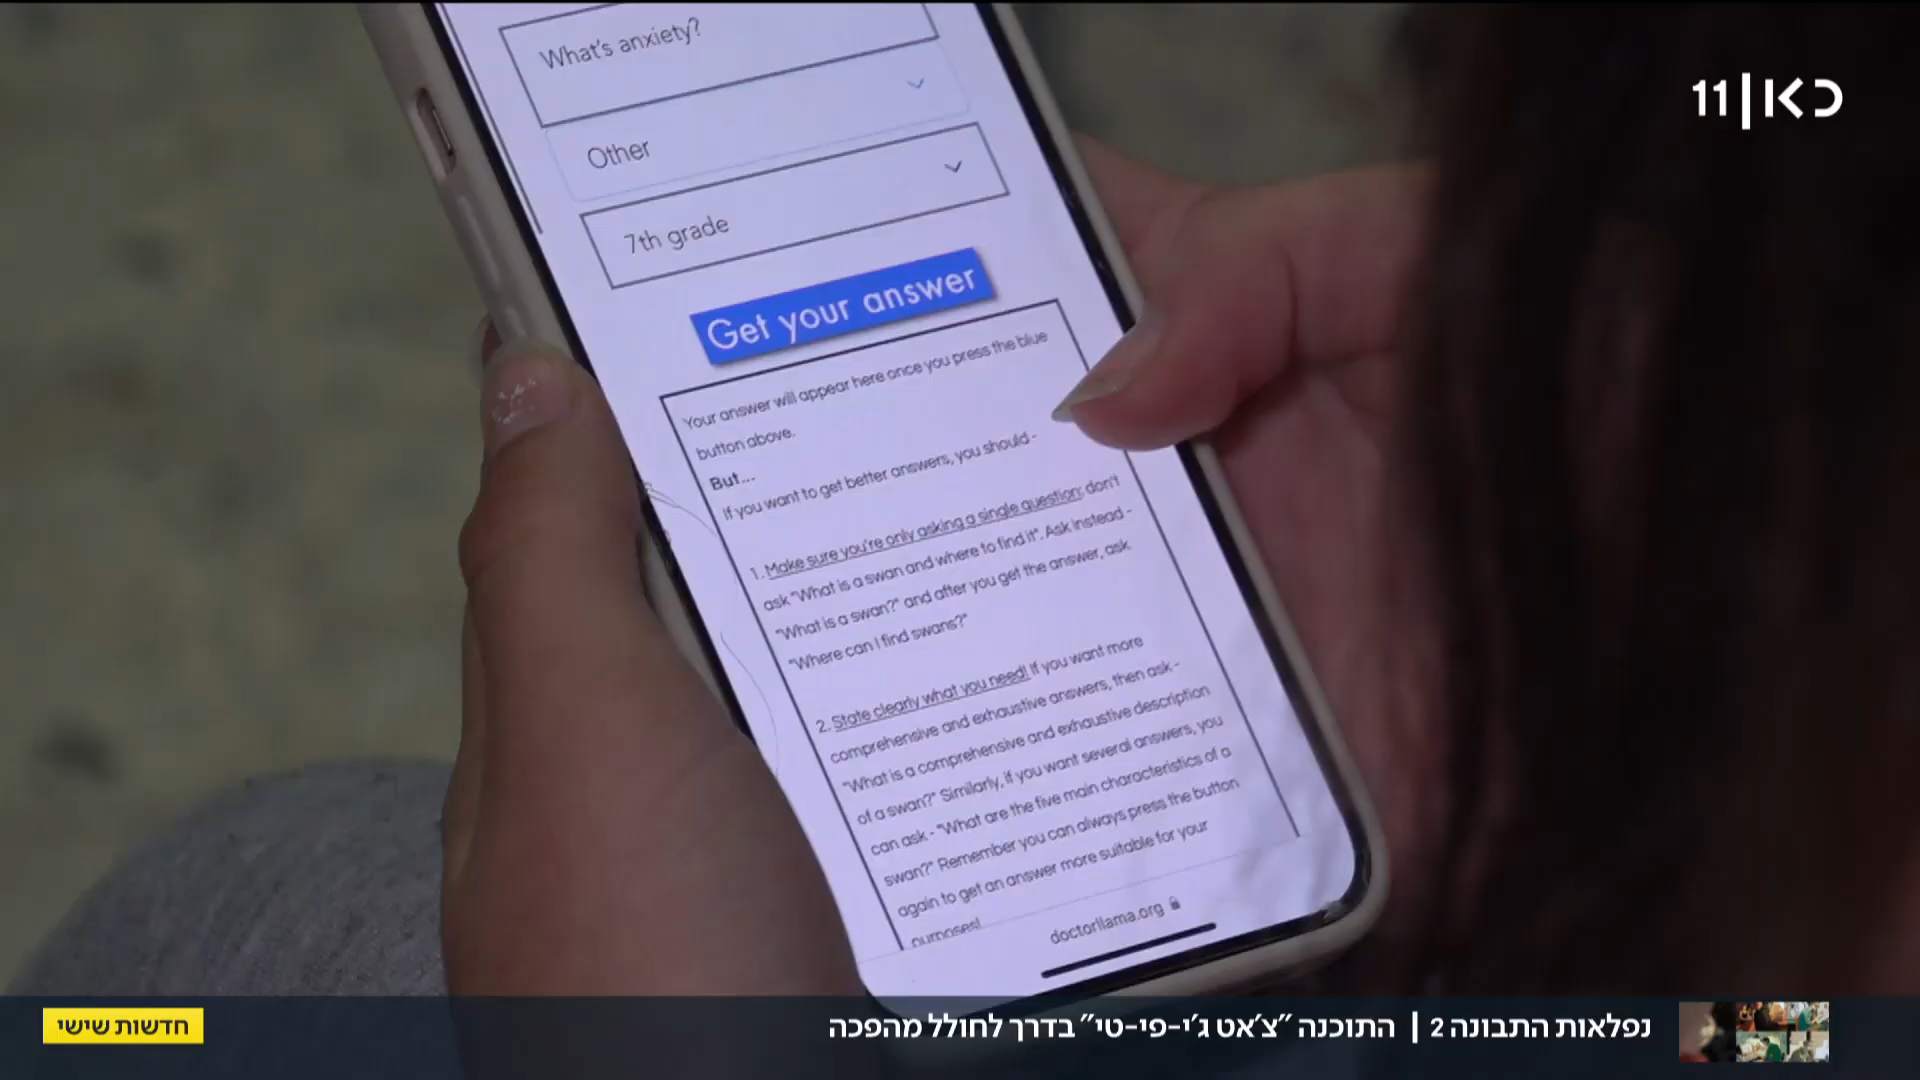 What's anxiety?
Other
7th grade
Get your answer
Your answer will appear here once you press the blue
button above.
But...
If you want to get better answers, you should -
1. Make sure you're only asking a single question: don't
ask "What is a swan and where to find it". Ask instead -
"What is a swan?" and after you get the answer, ask
"Where can I find swans?"
2. State clearly what you need! If you want more
comprehensive and exhaustive answers, then ask -
"What is a comprehensive and exhaustive description
of a swan?" Similarly, if you want several answers, you
can ask - "What are the five main characteristics of a
swan?" Remember you can always press the button
again to get an answer more suitable for your
purposes!
doctorllama.org
כאן 11
נפלאות התבונה 2 | התוכנה "צ'אט ג'י-פי-טי" בדרך לחולל מהפכה
חדשות שישי